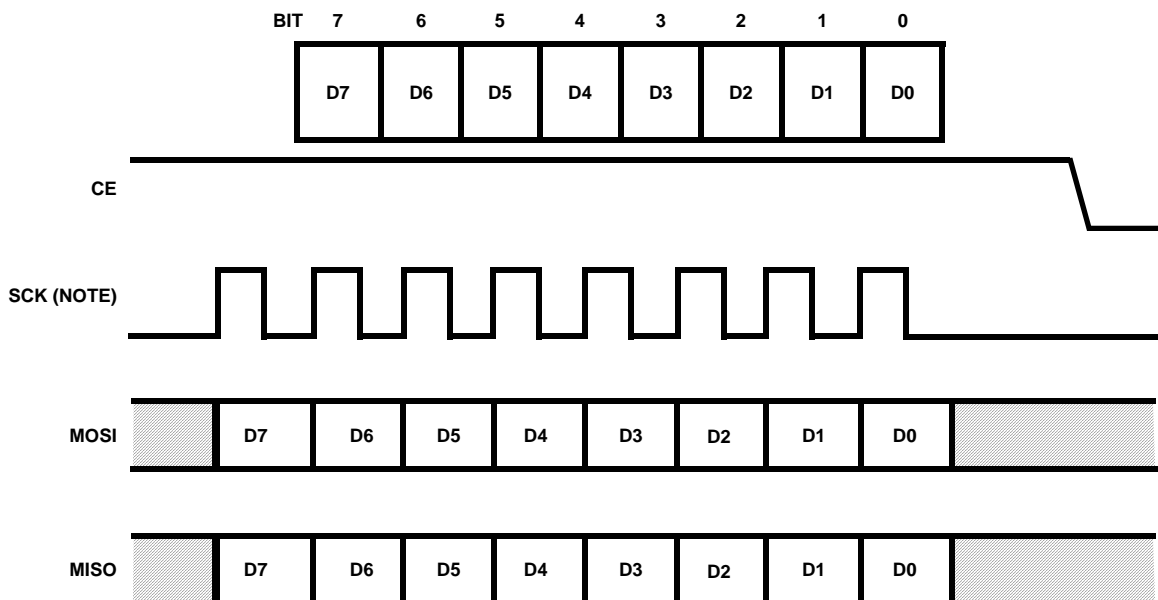 BIT 7 6 5 4 3 2 1 0
D7 D6 D5 D4 D3 D2 D1 D0
CE
SCK (NOTE)
MOSI D7 D6 D5 D4 D3 D2 D1 D0
MISO D7 D6 D5 D4 D3 D2 D1 D0